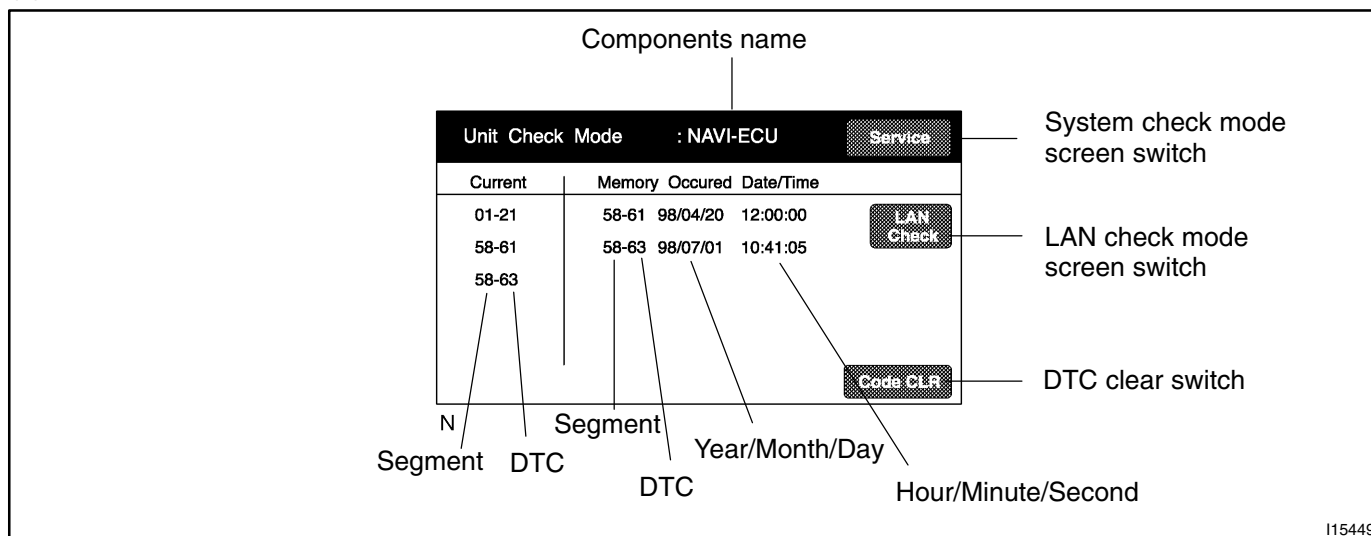 Components name
Unit Check Mode : NAVI-ECU Service
System check mode
screen switch
Current Memory Occured Date/Time
01-21 58-61 98/04/20 12:00:00
LAN
Check
58-61 58-63 98/07/01 10:41:05
LAN check mode
screen switch
58-63
Code CLR
DTC clear switch
N
Segment DTC
Segment
DTC
Year/Month/Day
Hour/Minute/Second
I15449